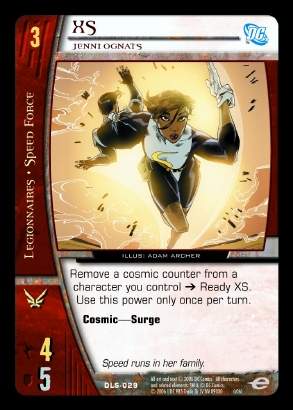 3
XS
JENNI OGNATS
DC
LEGIONNAIRES • SPEED FORCE
ILLUS: ADAM ARCHER
Remove a cosmic counter from a
character you control → Ready XS.
Use this power only once per turn.
Cosmic—Surge
4
5
Speed runs in her family.
DLS-029